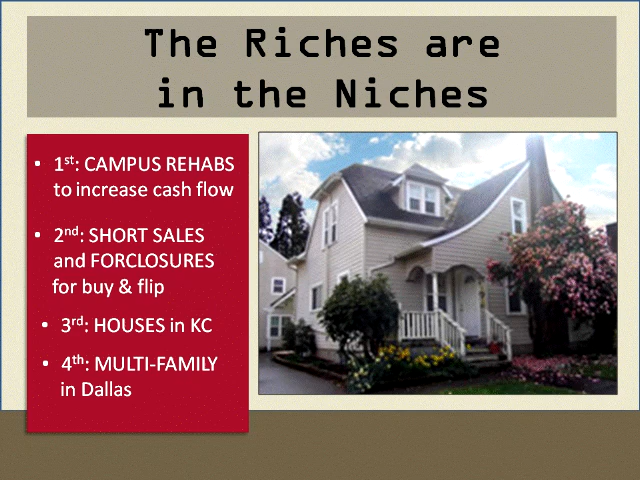 The Riches are
in the Niches
• 1st: CAMPUS REHABS
to increase cash flow
• 2nd: SHORT SALES
and FORCLOSURES
for buy & flip
• 3rd: HOUSES in KC
• 4th: MULTI-FAMILY
in Dallas